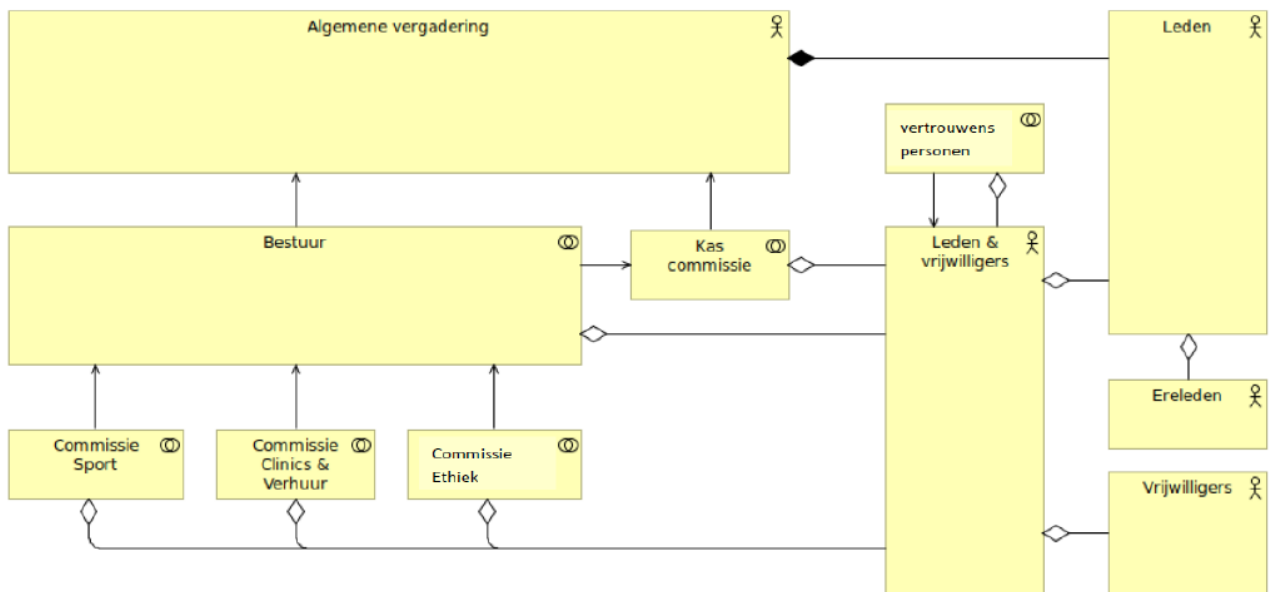 Algemene vergadering
Leden
vertrouwens
personen
Bestuur
Kas
commissie
Leden &
vrijwilligers
Ereleden
Commissie
Sport
Commissie
Clinics &
Verhuur
Commissie
Ethiek
Vrijwilligers